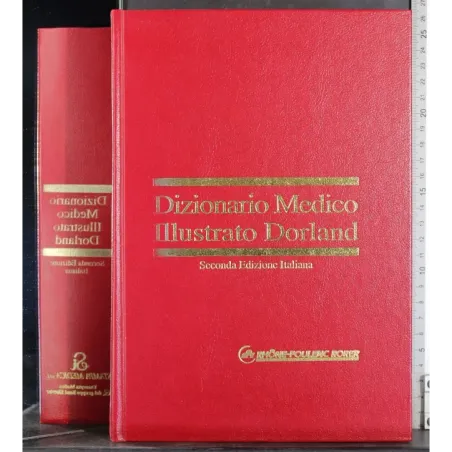 Dizionario Medico
Illustrato Dorland
Seconda Edizione Italiana
RHÔNE-POULENC RORER
Dizionario
Medico
Illustrato
Dorland
Seconda Edizione
Italiana